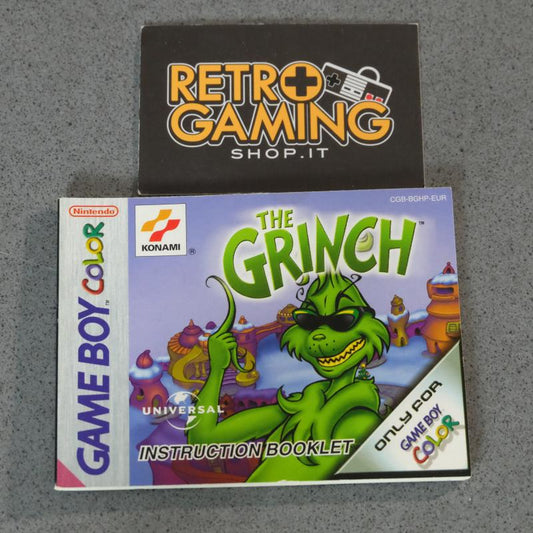 RETRO
GAMING
SHOP.IT
CGB-BGHP-EUR
Nintendo
GAME BOY COLOR
KONAMI ®
THE
GRINCH ™
UNIVERSAL
INSTRUCTION BOOKLET
ONLY FOR
GAME BOY
COLOR